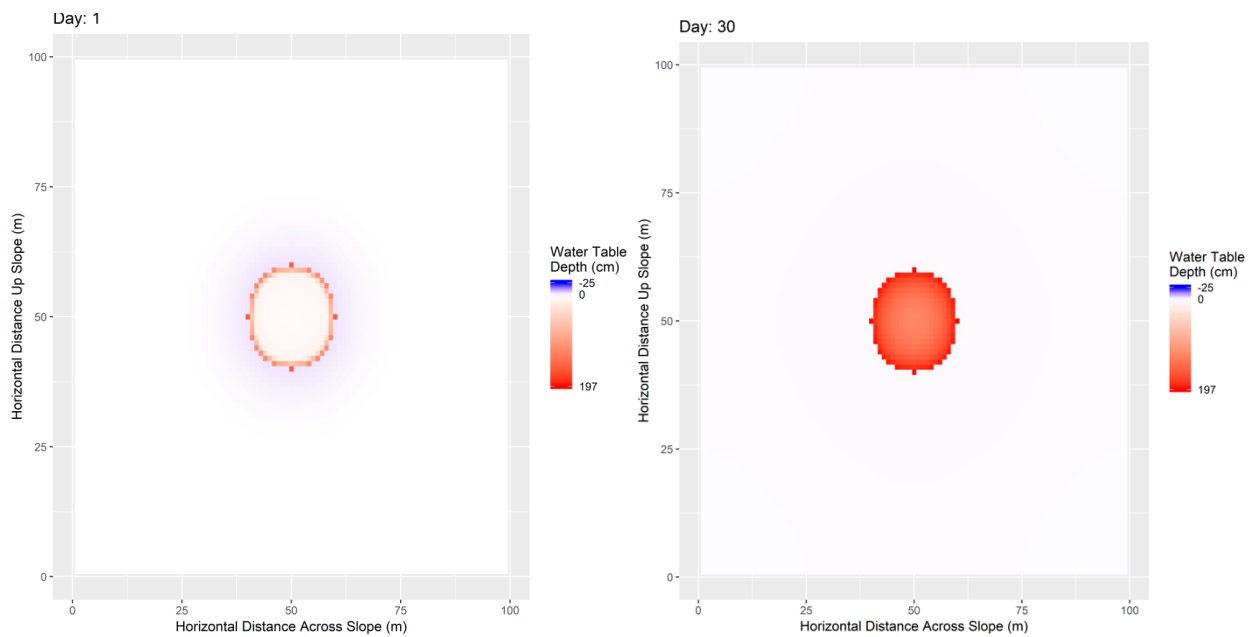 Day: 1
100
75
50
25
0
Horizontal Distance Up Slope (m)
0 25 50 75 100
Horizontal Distance Across Slope (m)
Water Table
Depth (cm)
-25
0
197
Day: 30
100
75
50
25
0
Horizontal Distance Up Slope (m)
0 25 50 75 100
Horizontal Distance Across Slope (m)
Water Table
Depth (cm)
-25
0
197